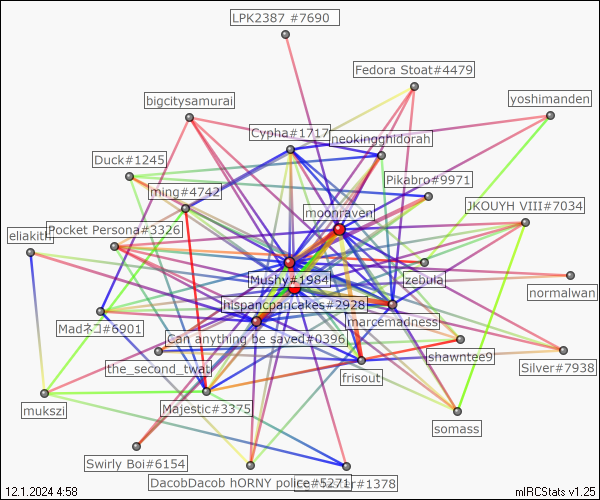 LPK2387 #7690
Fedora Stoat#4479
bigcitysamurai
yoshimanden
Cypha#1717
neokingghidorah
Duck#1245
Pikabro#9971
ming#4742
JKOUYH VIII#7034
moonraven
eliakith
Pocket Persona#3326
Mushy#1984
zebula
normalwan
hispancpancakes#2928
marcemadness
Madネコ#6901
Can anything be saved#0396
shawntee9
the_second_twat
Silver#7938
frisout
mukszi
Majestic#3375
somass
Swirly Boi#6154
DacobDacob hORNY police#5271
#1378
12.1.2024 4:58
mIRCStats v1.25